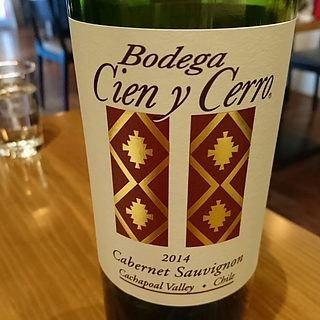 Bodega
Cien y Cerro®
2014
Cabernet Sauvignon
Cachapoal Valley • Chile